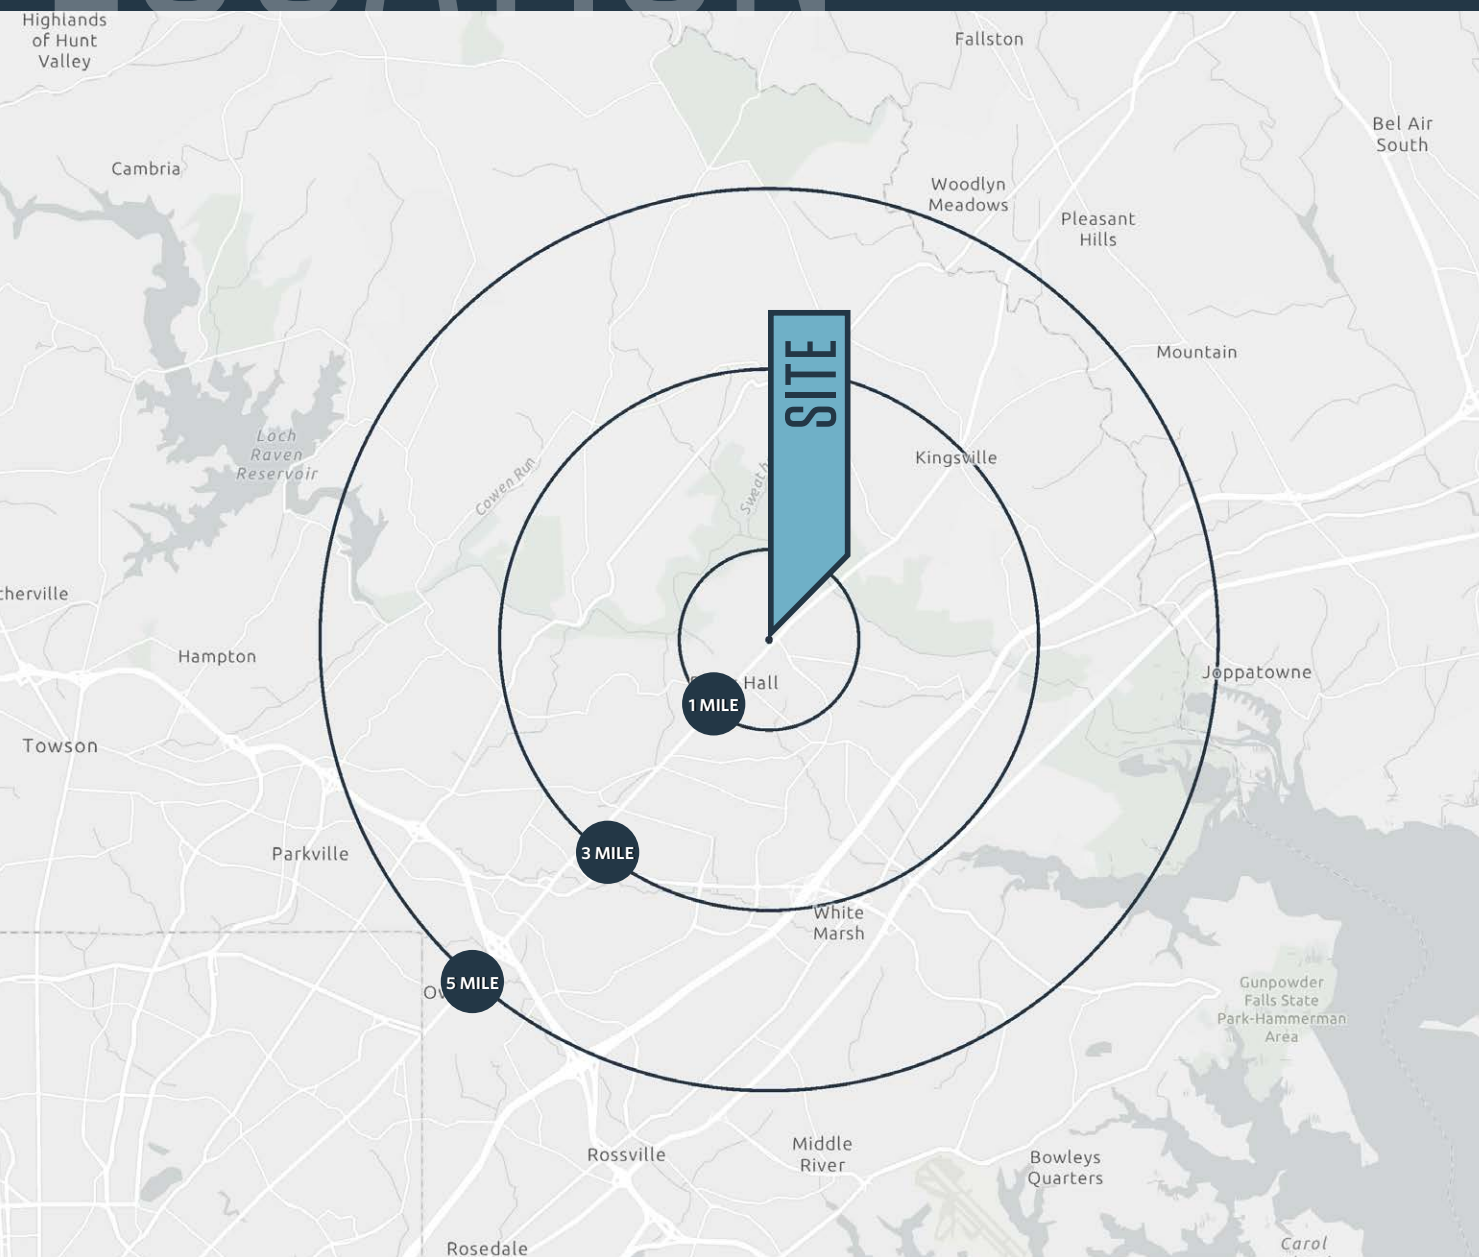 Highlands
of Hunt
Valley
Fallston
Bel Air
South
Cambria
Woodlyn
Meadows
Pleasant
Hills
SITE
Mountain
Loch
Raven
Reservoir
Cowen Run
Kingsville
Hampton
Hall
Joppatowne
1 MILE
Towson
3 MILE
Parkville
White
Marsh
5 MILE
Gunpowder
Falls State
Park-Hammerman
Area
Rossville
Middle
River
Bowleys
Quarters
Rosedale
Carol